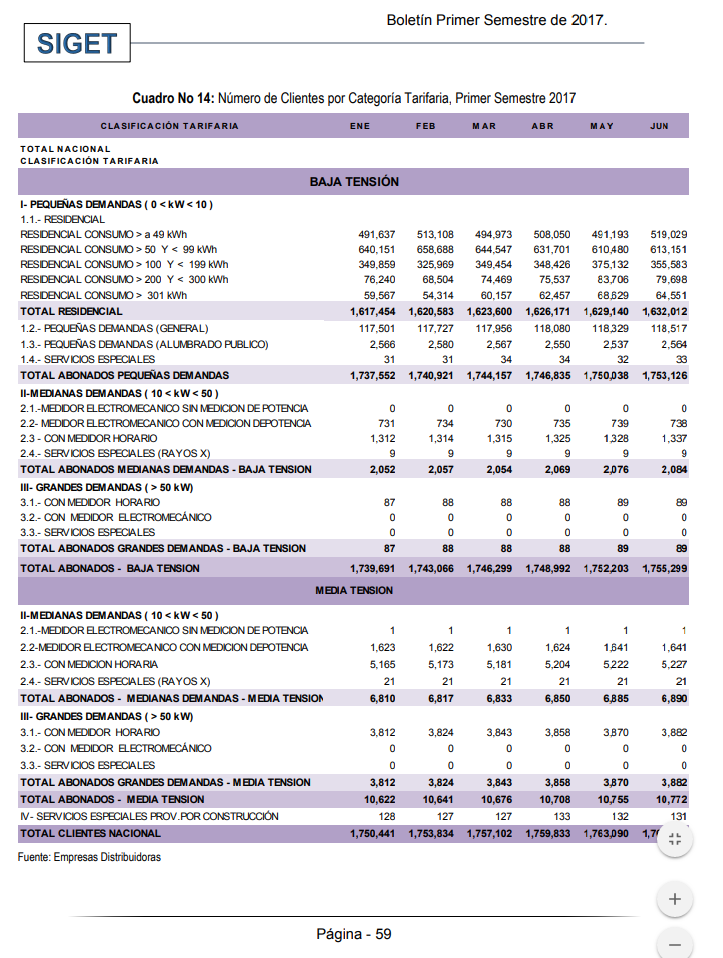 Boletín Primer Semestre de 2017.
SIGET
Cuadro No 14: Número de Clientes por Categoría Tarifaria, Primer Semestre 2017
CLASIFICACIÓN TARIFARIA ENE FEB MAR ABR MAY JUN
TOTAL NACIONAL
CLASIFICACIÓN TARIFARIA
BAJA TENSIÓN
I- PEQUEÑAS DEMANDAS ( 0 < kW < 10 )
1.1.- RESIDENCIAL
RESIDENCIAL CONSUMO > a 49 kWh 491,637 513,108 494,973 508,050 491,193 519,029
RESIDENCIAL CONSUMO > 50 Y < 99 kWh 640,151 658,688 644,547 631,701 610,480 613,151
RESIDENCIAL CONSUMO > 100 Y < 199 kWh 349,859 325,969 349,454 348,426 375,132 355,583
RESIDENCIAL CONSUMO > 200 Y < 300 kWh 76,240 68,504 74,469 75,537 83,706 79,698
RESIDENCIAL CONSUMO > 301 kWh 59,567 54,314 60,157 62,457 68,629 64,551
TOTAL RESIDENCIAL 1,617,454 1,620,583 1,623,600 1,626,171 1,629,140 1,632,012
1.2.- PEQUEÑAS DEMANDAS (GENERAL) 117,501 117,727 117,956 118,080 118,329 118,517
1.3.- PEQUEÑAS DEMANDAS (ALUMBRADO PUBLICO) 2,566 2,580 2,567 2,550 2,537 2,564
1.4.- SERVICIOS ESPECIALES 31 31 34 34 32 33
TOTAL ABONADOS PEQUEÑAS DEMANDAS 1,737,552 1,740,921 1,744,157 1,746,835 1,750,038 1,753,126
II-MEDIANAS DEMANDAS ( 10 < kW < 50 )
2.1.-MEDIDOR ELECTROMECANICO SIN MEDICION DE POTENCIA 0 0 0 0 0 0
2.2- MEDIDOR ELECTROMECANICO CON MEDICION DEPOTENCIA 731 734 730 735 739 738
2.3 - CON MEDIDOR HORARIO 1,312 1,314 1,315 1,325 1,328 1,337
2.4.- SERVICIOS ESPECIALES (RAYOS X) 9 9 9 9 9 9
TOTAL ABONADOS MEDIANAS DEMANDAS - BAJA TENSION 2,052 2,057 2,054 2,069 2,076 2,084
III- GRANDES DEMANDAS ( > 50 kW)
3.1.- CON MEDIDOR HORARIO 87 88 88 88 89 89
3.2.- CON MEDIDOR ELECTROMECÁNICO 0 0 0 0 0 0
3.3.- SERVICIOS ESPECIALES 0 0 0 0 0 0
TOTAL ABONADOS GRANDES DEMANDAS - BAJA TENSION 87 88 88 88 89 89
TOTAL ABONADOS - BAJA TENSION 1,739,691 1,743,066 1,746,299 1,748,992 1,752,203 1,755,299
MEDIA TENSION
II-MEDIANAS DEMANDAS ( 10 < kW < 50 )
2.1.-MEDIDOR ELECTROMECANICO SIN MEDICION DE POTENCIA 1 1 1 1 1 1
2.2-MEDIDOR ELECTROMECANICO CON MEDICION DEPOTENCIA 1,623 1,622 1,630 1,624 1,641 1,641
2.3.- CON MEDICION HORARIA 5,165 5,173 5,181 5,204 5,222 5,227
2.4.- SERVICIOS ESPECIALES (RAYOS X) 21 21 21 21 21 21
TOTAL ABONADOS - MEDIANAS DEMANDAS - MEDIA TENSION 6,810 6,817 6,833 6,850 6,885 6,890
III- GRANDES DEMANDAS ( > 50 kW)
3.1.- CON MEDIDOR HORARIO 3,812 3,824 3,843 3,858 3,870 3,882
3.2.- CON MEDIDOR ELECTROMECÁNICO 0 0 0 0 0 0
3.3.- SERVICIOS ESPECIALES 0 0 0 0 0 0
TOTAL ABONADOS GRANDES DEMANDAS - MEDIA TENSION 3,812 3,824 3,843 3,858 3,870 3,882
TOTAL ABONADOS - MEDIA TENSION 10,622 10,641 10,676 10,708 10,755 10,772
IV- SERVICIOS ESPECIALES PROV.POR CONSTRUCCIÓN 128 127 127 133 132 131
TOTAL CLIENTES NACIONAL 1,750,441 1,753,834 1,757,102 1,759,833 1,763,090
Fuente: Empresas Distribuidoras
Página - 59